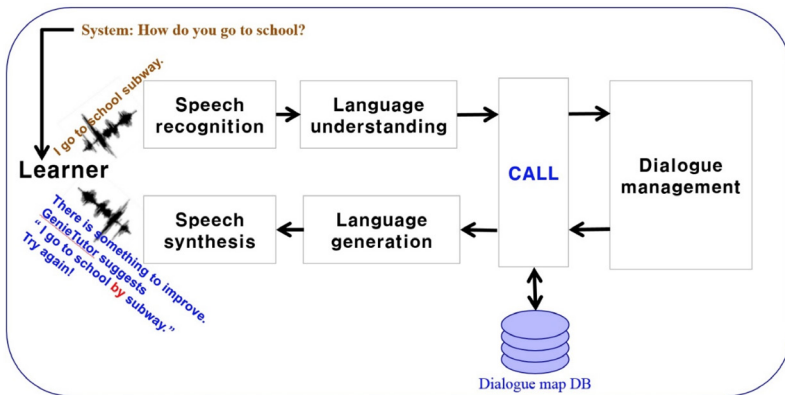 System: How do you go to school?
I go to school subway.
Speech
recognition
Language
understanding
CALL
Dialogue
management
Learner
Speech
synthesis
Language
generation
There is something to improve.
GenieTutor suggests
“ I go to school by subway.”
Try again!
Dialogue map DB